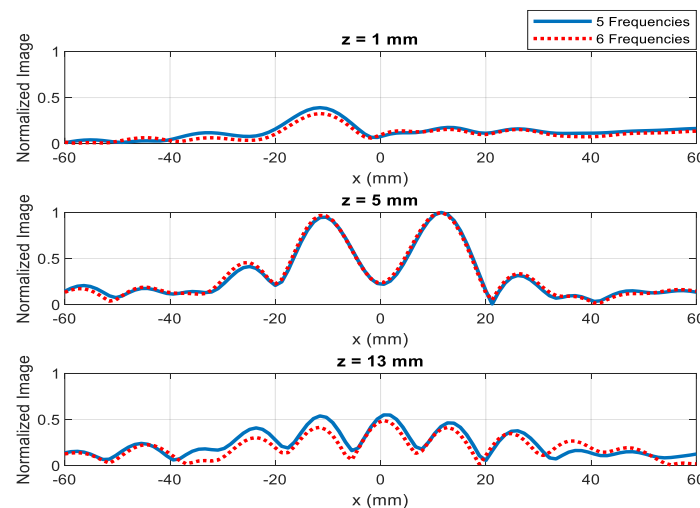 5 Frequencies
6 Frequencies
z = 1 mm
Normalized Image
1
0.5
0
-60 -40 -20 0 20 40 60
x (mm)
z = 5 mm
Normalized Image
1
0.5
0
-60 -40 -20 0 20 40 60
x (mm)
z = 13 mm
Normalized Image
1
0.5
0
-60 -40 -20 0 20 40 60
x (mm)